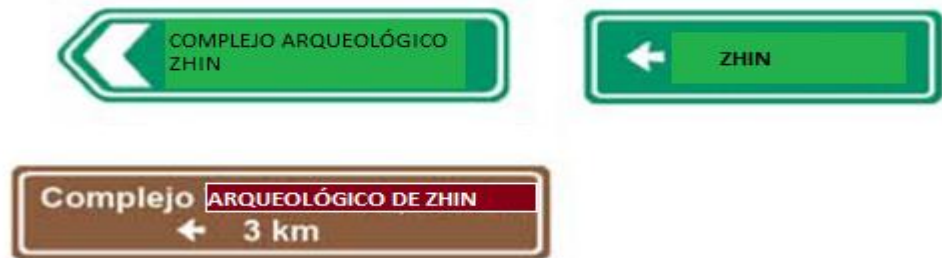 COMPLEJO ARQUEOLÓGICO
ZHIN
ZHIN
Complejo ARQUEOLÓGICO DE ZHIN
3 km